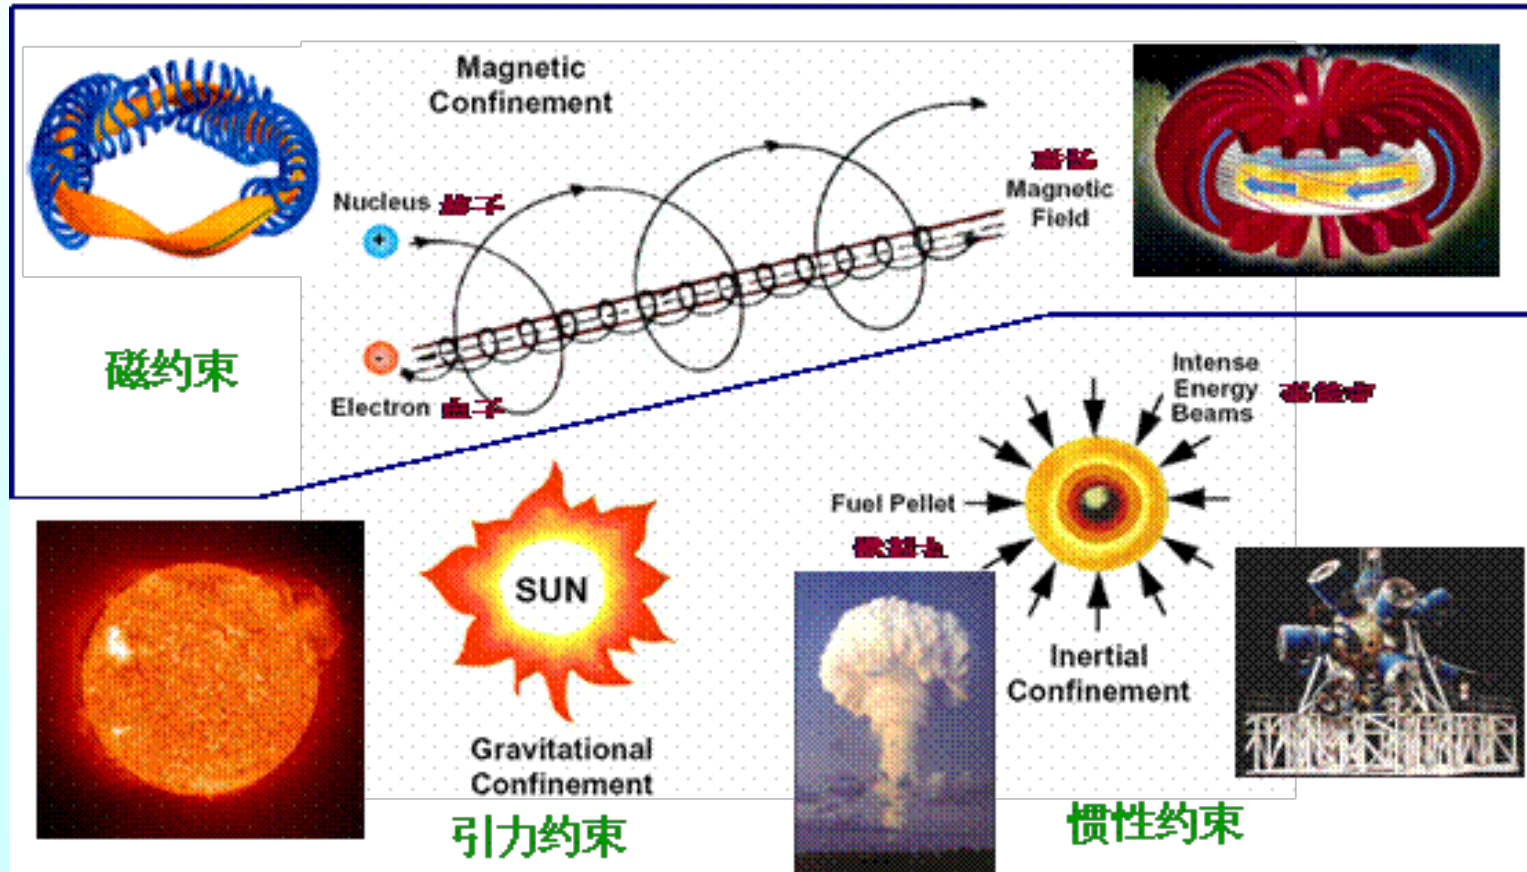 Magnetic
Confinement
Nucleus
磁约束
Electron
Magnetic
Field
Intense
Energy
Beams
Fuel Pellet
SUN
Gravitational
Confinement
引力约束
Inertial
Confinement
惯性约束